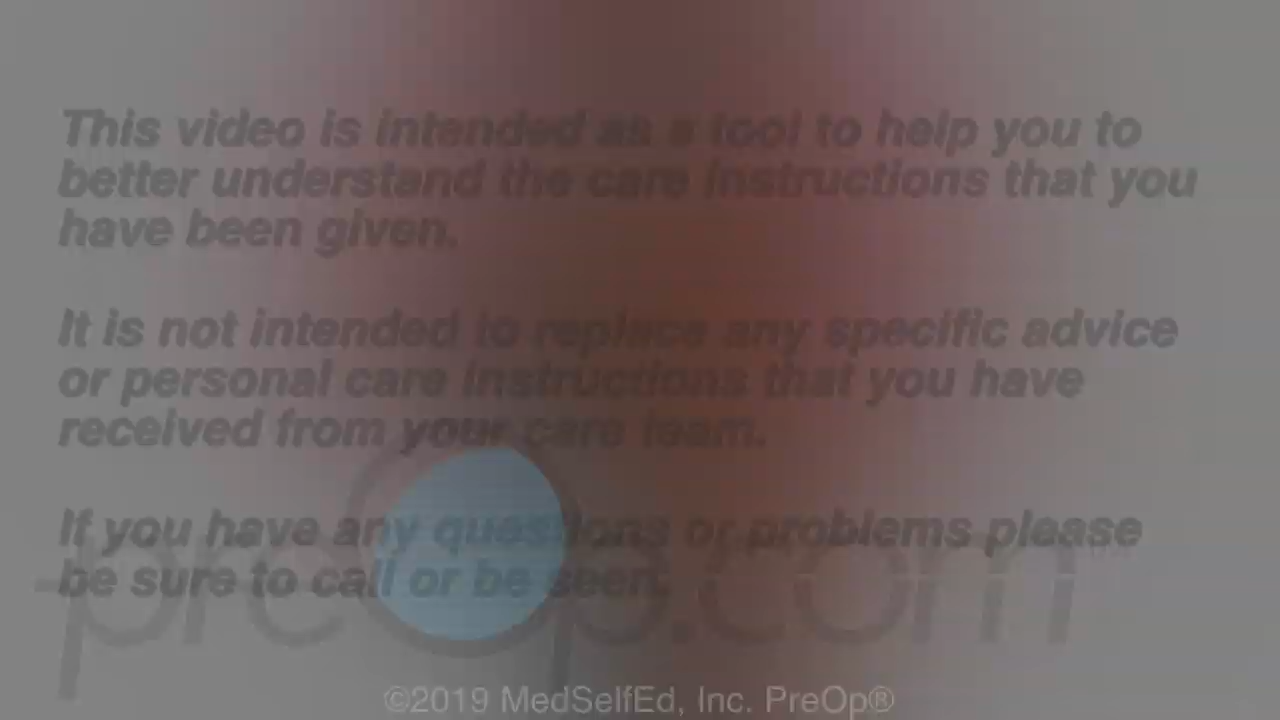 This video is intended as a tool to help you to
better understand the care instructions that you
have been given.
It is not intended to replace any specific advice
or personal care instructions that you have
received from your care team.
If you have any questions or problems please
be sure to call or be seen.
preOp.com
©2019 MedSelfEd, Inc. PreOp®